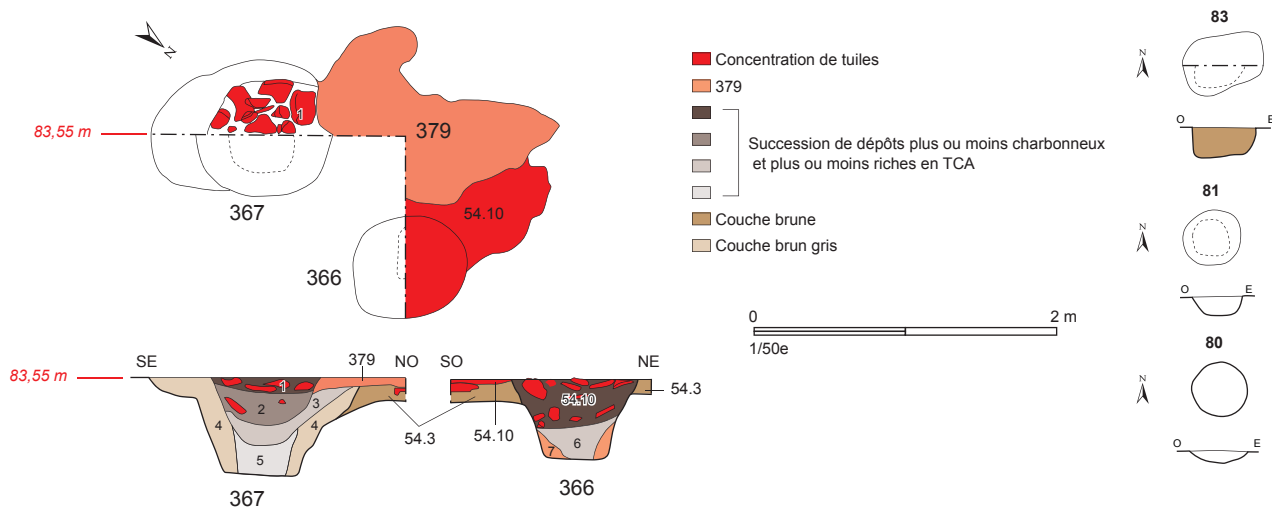 N
1
83,55 m
379
367
54.10
366
Concentration de tuiles
379
Succession de dépôts plus ou moins charbonneux
et plus ou moins riches en TCA
Couche brune
Couche brun gris
0 2 m
1/50e
83
N
O E
81
N
O E
80
N
O E
SE 379 NO SO NE
83,55 m
1
2
3
4
4
5
54.3
54.10
54.10
54.3
6
7
367
366